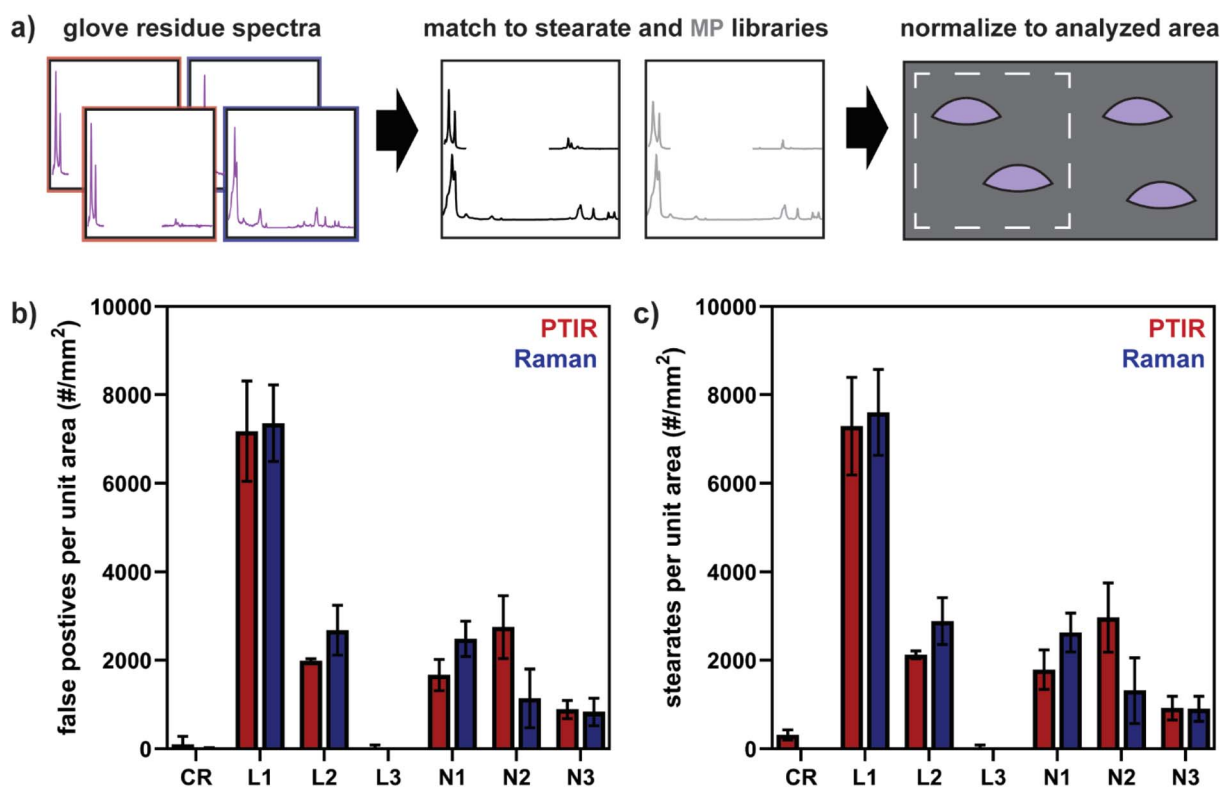 a) glove residue spectra match to stearate and MP libraries normalize to analyzed area
b)
false postives per unit area (#/mm²)
10000
8000
6000
4000
2000
0
PTIR
Raman
CR L1 L2 L3 N1 N2 N3
c)
stearates per unit area (#/mm²)
10000
8000
6000
4000
2000
0
PTIR
Raman
CR L1 L2 L3 N1 N2 N3